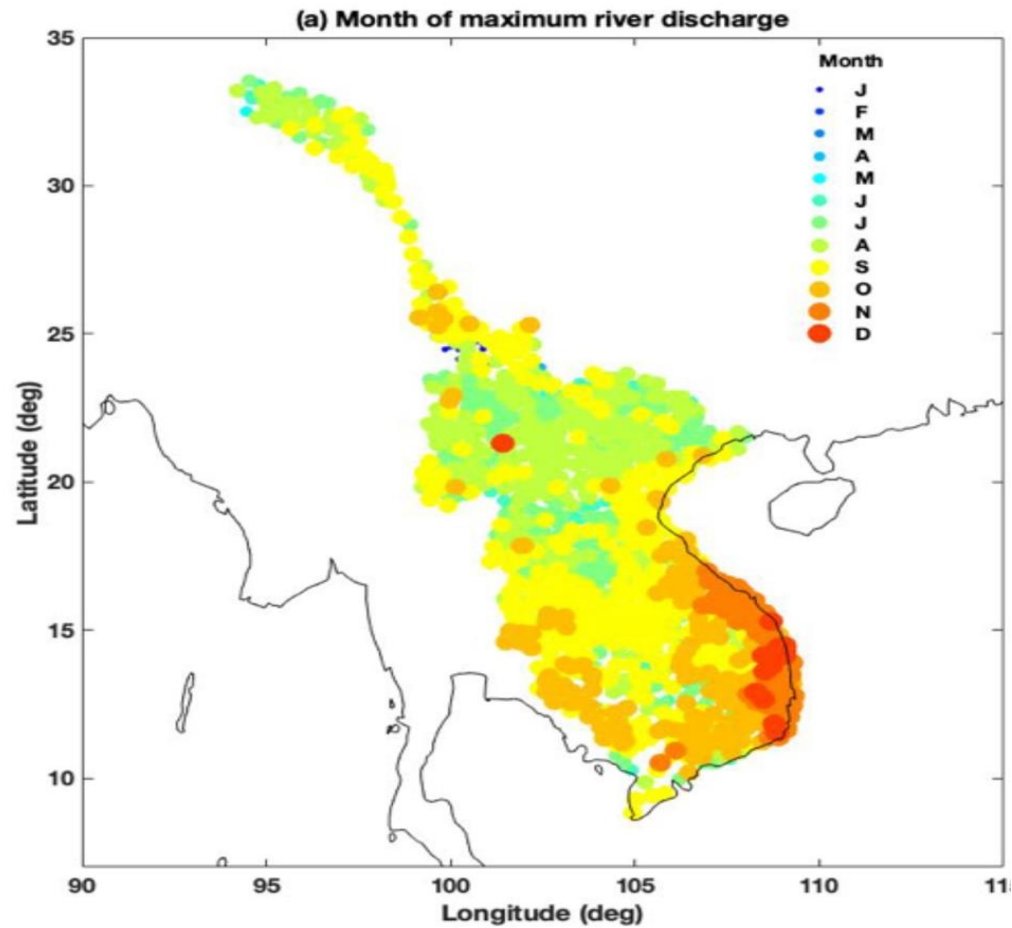 (a) Month of maximum river discharge
35
30
25
20
15
10
Latitude (deg)
Month
J
F
M
A
M
J
J
A
S
O
N
D
90
95
100
105
110
11
Longitude (deg)